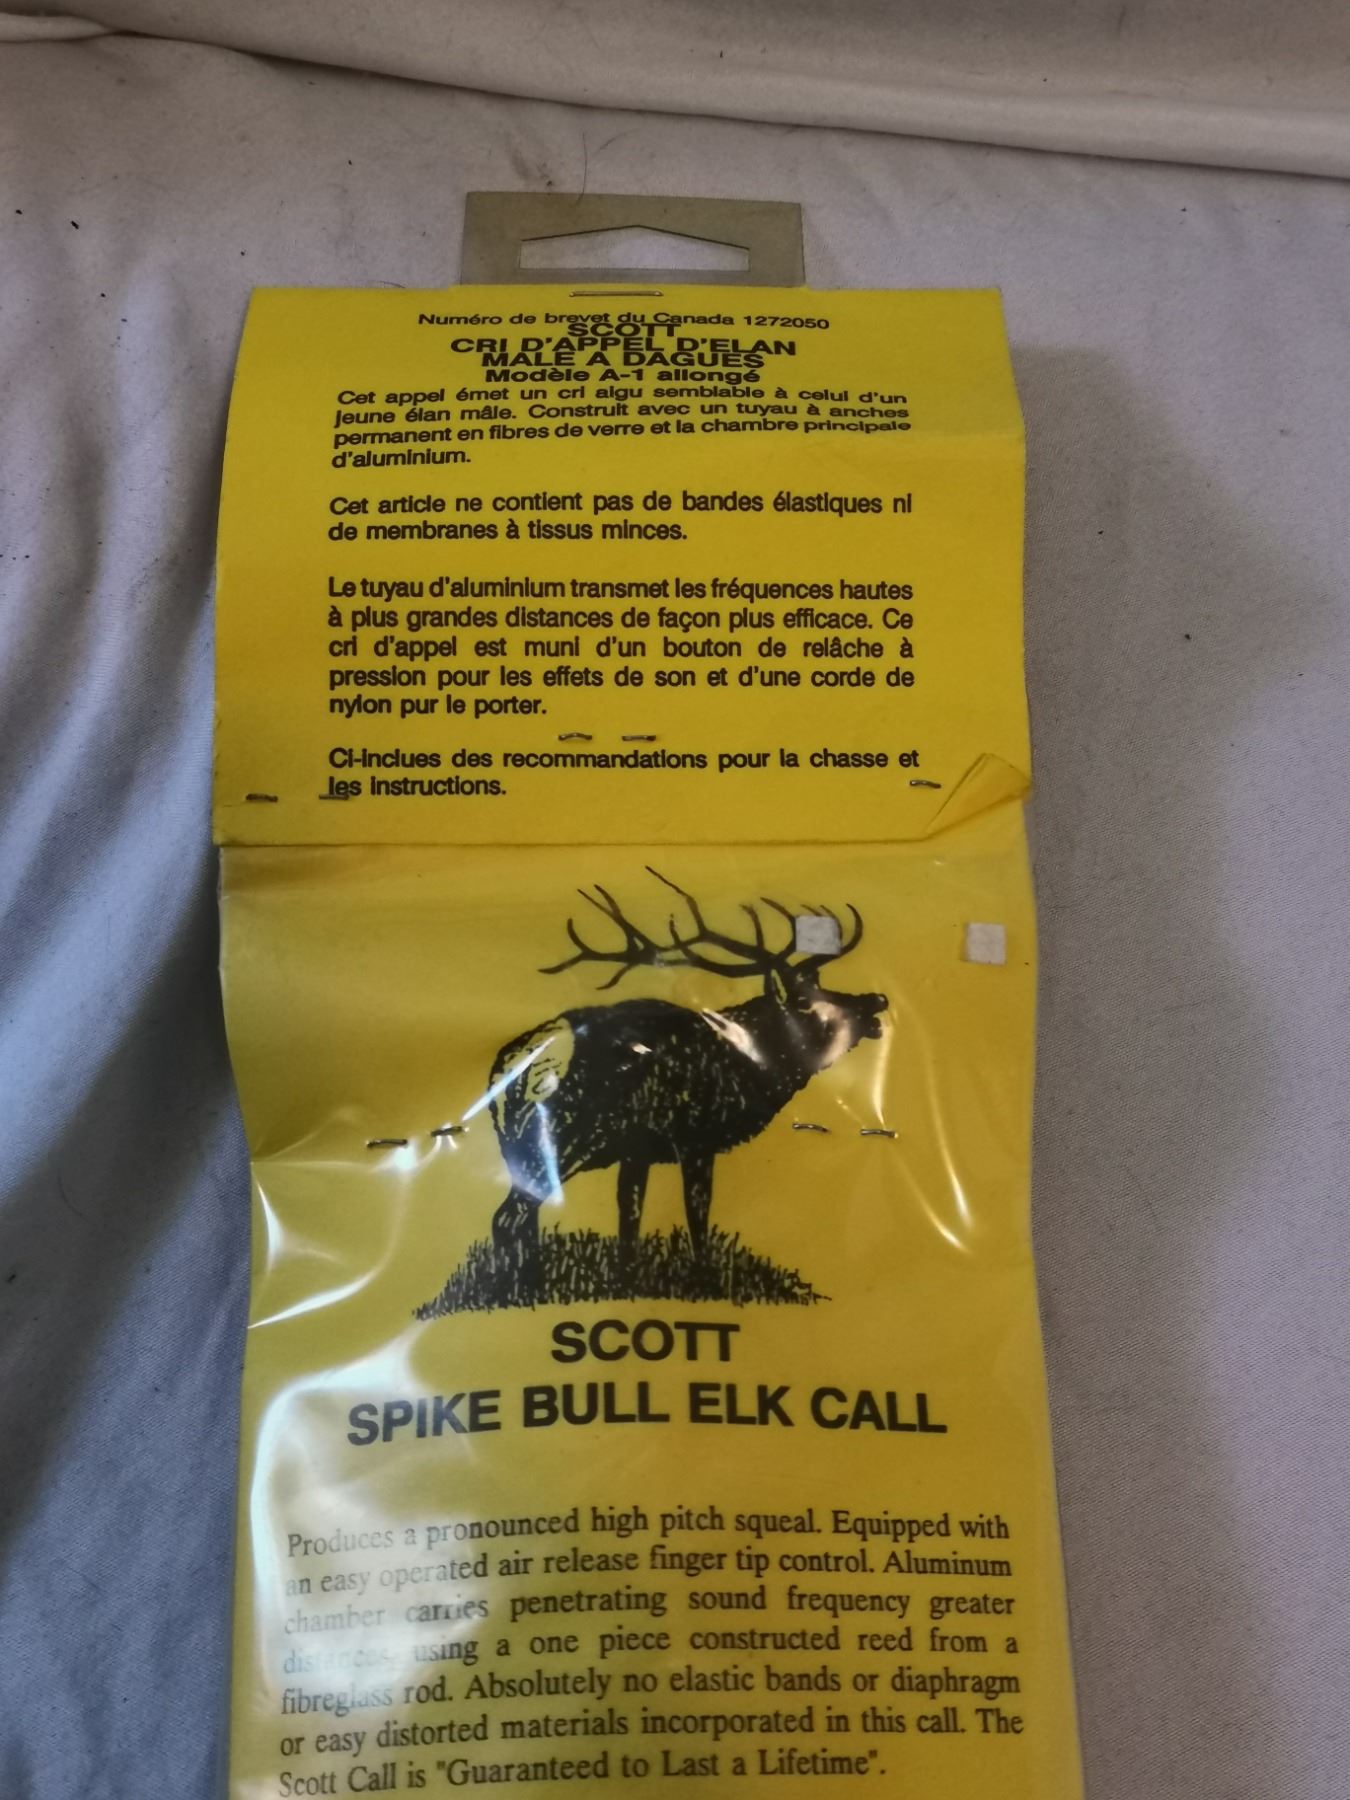 Numéro de brevet du Canada 1272050
SCOTT
CRI D'APPEL D'ELAN
MALE A DAGUES
Modèle A-1 allongé
Cet appel émet un cri aigu semblable à celui d'un
jeune élan mâle. Construit avec un tuyau à anches
permanent en fibres de verre et la chambre principale
d'aluminium.
Cet article ne contient pas de bandes élastiques ni
de membranes à tissus minces.
Le tuyau d'aluminium transmet les fréquences hautes
à plus grandes distances de façon plus efficace. Ce
cri d'appel est muni d'un bouton de relâche à
pression pour les effets de son et d'une corde de
nylon pur le porter.
Ci-inclues des recommandations pour la chasse et
les instructions.
SCOTT
SPIKE BULL ELK CALL
Produces a pronounced high pitch squeal. Equipped with
an easy operated air release finger tip control. Aluminum
chamber carries penetrating sound frequency greater
distances, using a one piece constructed reed from a
fibreglass rod. Absolutely no elastic bands or diaphragm
or easy distorted materials incorporated in this call. The
Scott Call is "Guaranteed to Last a Lifetime".